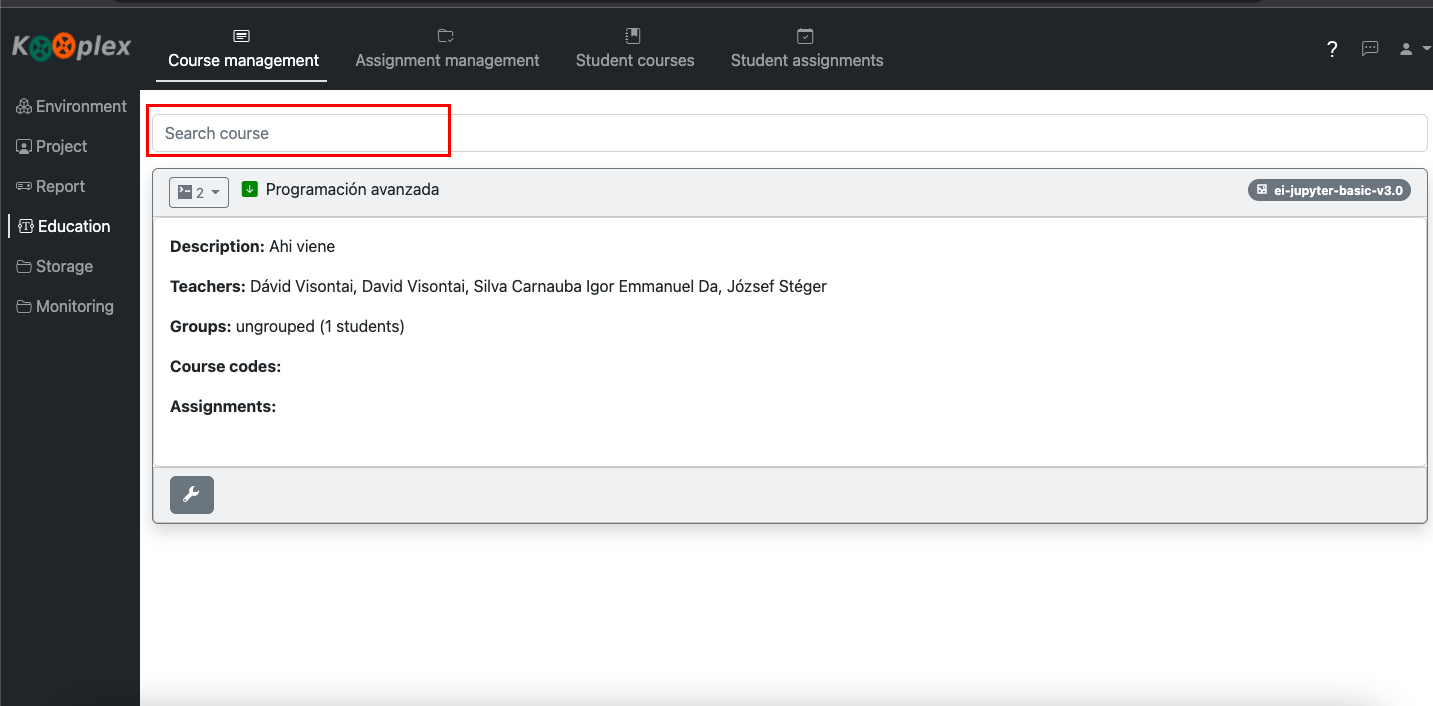 Kooplex
Course management
Assignment management
Student courses
Student assignments
?
Environment
Project
Report
Education
Storage
Monitoring
Search course
2
Programación avanzada
ei-jupyter-basic-v3.0
Description: Ahi viene
Teachers: Dávid Visontai, David Visontai, Silva Carnauba Igor Emmanuel Da, József Stéger
Groups: ungrouped (1 students)
Course codes:
Assignments: